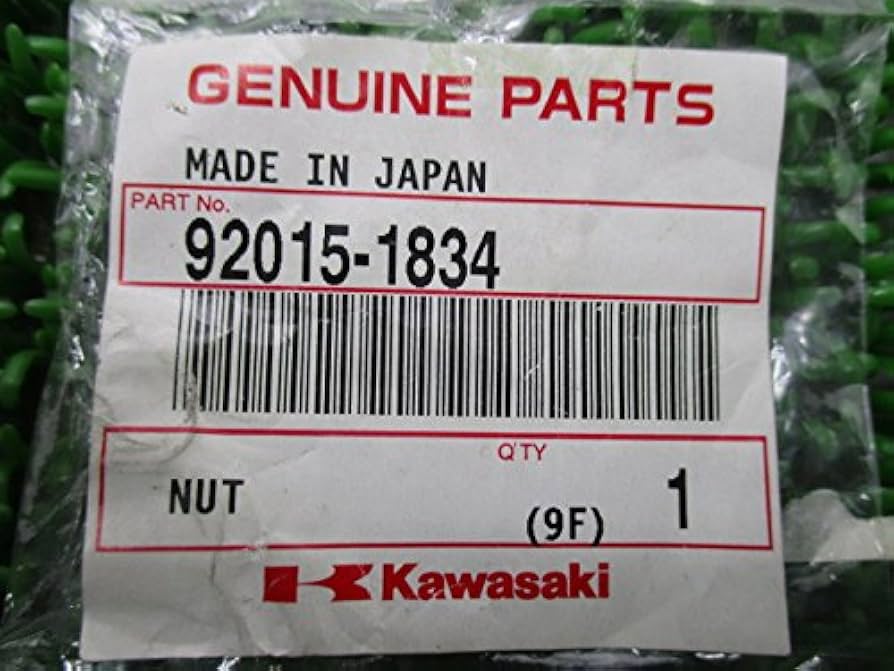 GENUINE PARTS
MADE IN JAPAN
PART No.
92015-1834
Q'TY
NUT (9F) 1
Kawasaki